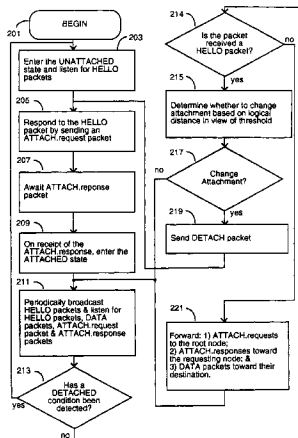 201
BEGIN
203
Enter the UNATTACHED
state and listen for HELLO
packets
205
Respond to the HELLO
packet by sending an
ATTACH.request packet
207
Await ATTACH.reponse
packet
209
On receipt of the
ATTACH.response, enter the
ATTACHED state
211
Periodically broadcast
HELLO packets & listen for
HELLO packets, DATA
packets, ATTACH.request
packet & ATTACH.response
packets
213
Has a
DETACHED
condition been
detected?
yes
no
214
Is the packet
received a
HELLO packet?
no
yes
215
Determine whether to change
attachment based on logical
distance in view of threshold
217
no
Change
Attachment?
yes
219
Send DETACH packet
221
Forward: 1) ATTACH.requests
to the root node;
2) ATTACH.responses toward
the requesting node; &
3) DATA packets toward their
destination.